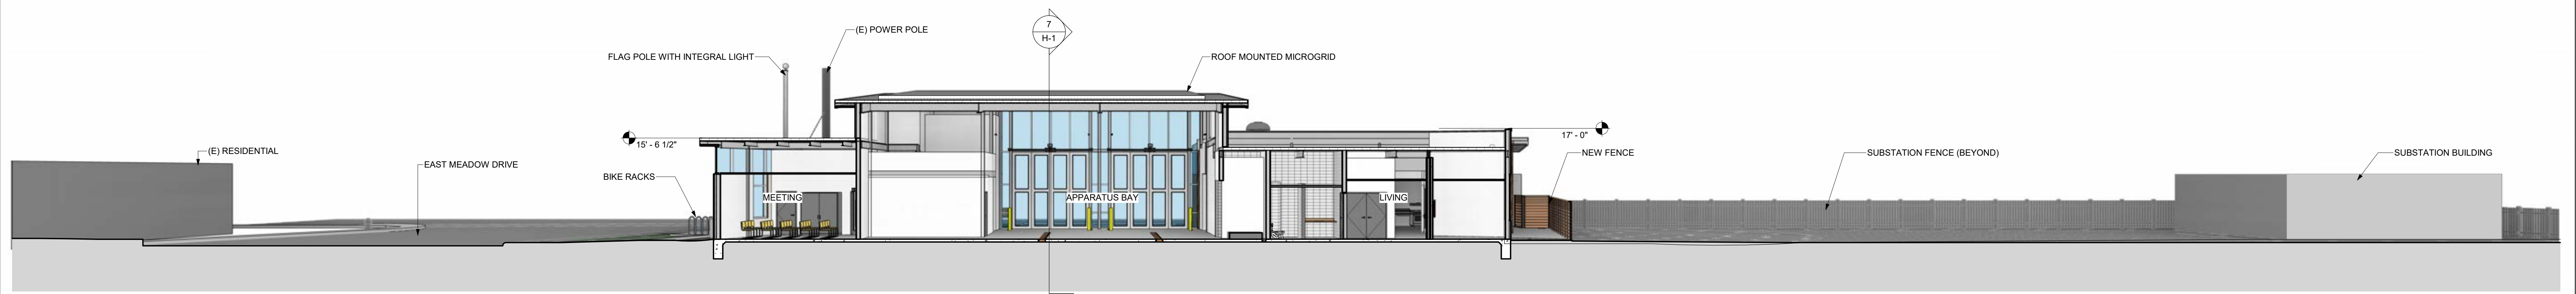 7
H-1
(E) POWER POLE
FLAG POLE WITH INTEGRAL LIGHT
ROOF MOUNTED MICROGRID
15' - 6 1/2"
17' - 0"
(E) RESIDENTIAL
EAST MEADOW DRIVE
BIKE RACKS
NEW FENCE
SUBSTATION FENCE (BEYOND)
SUBSTATION BUILDING
MEETING
APPARATUS BAY
LIVING